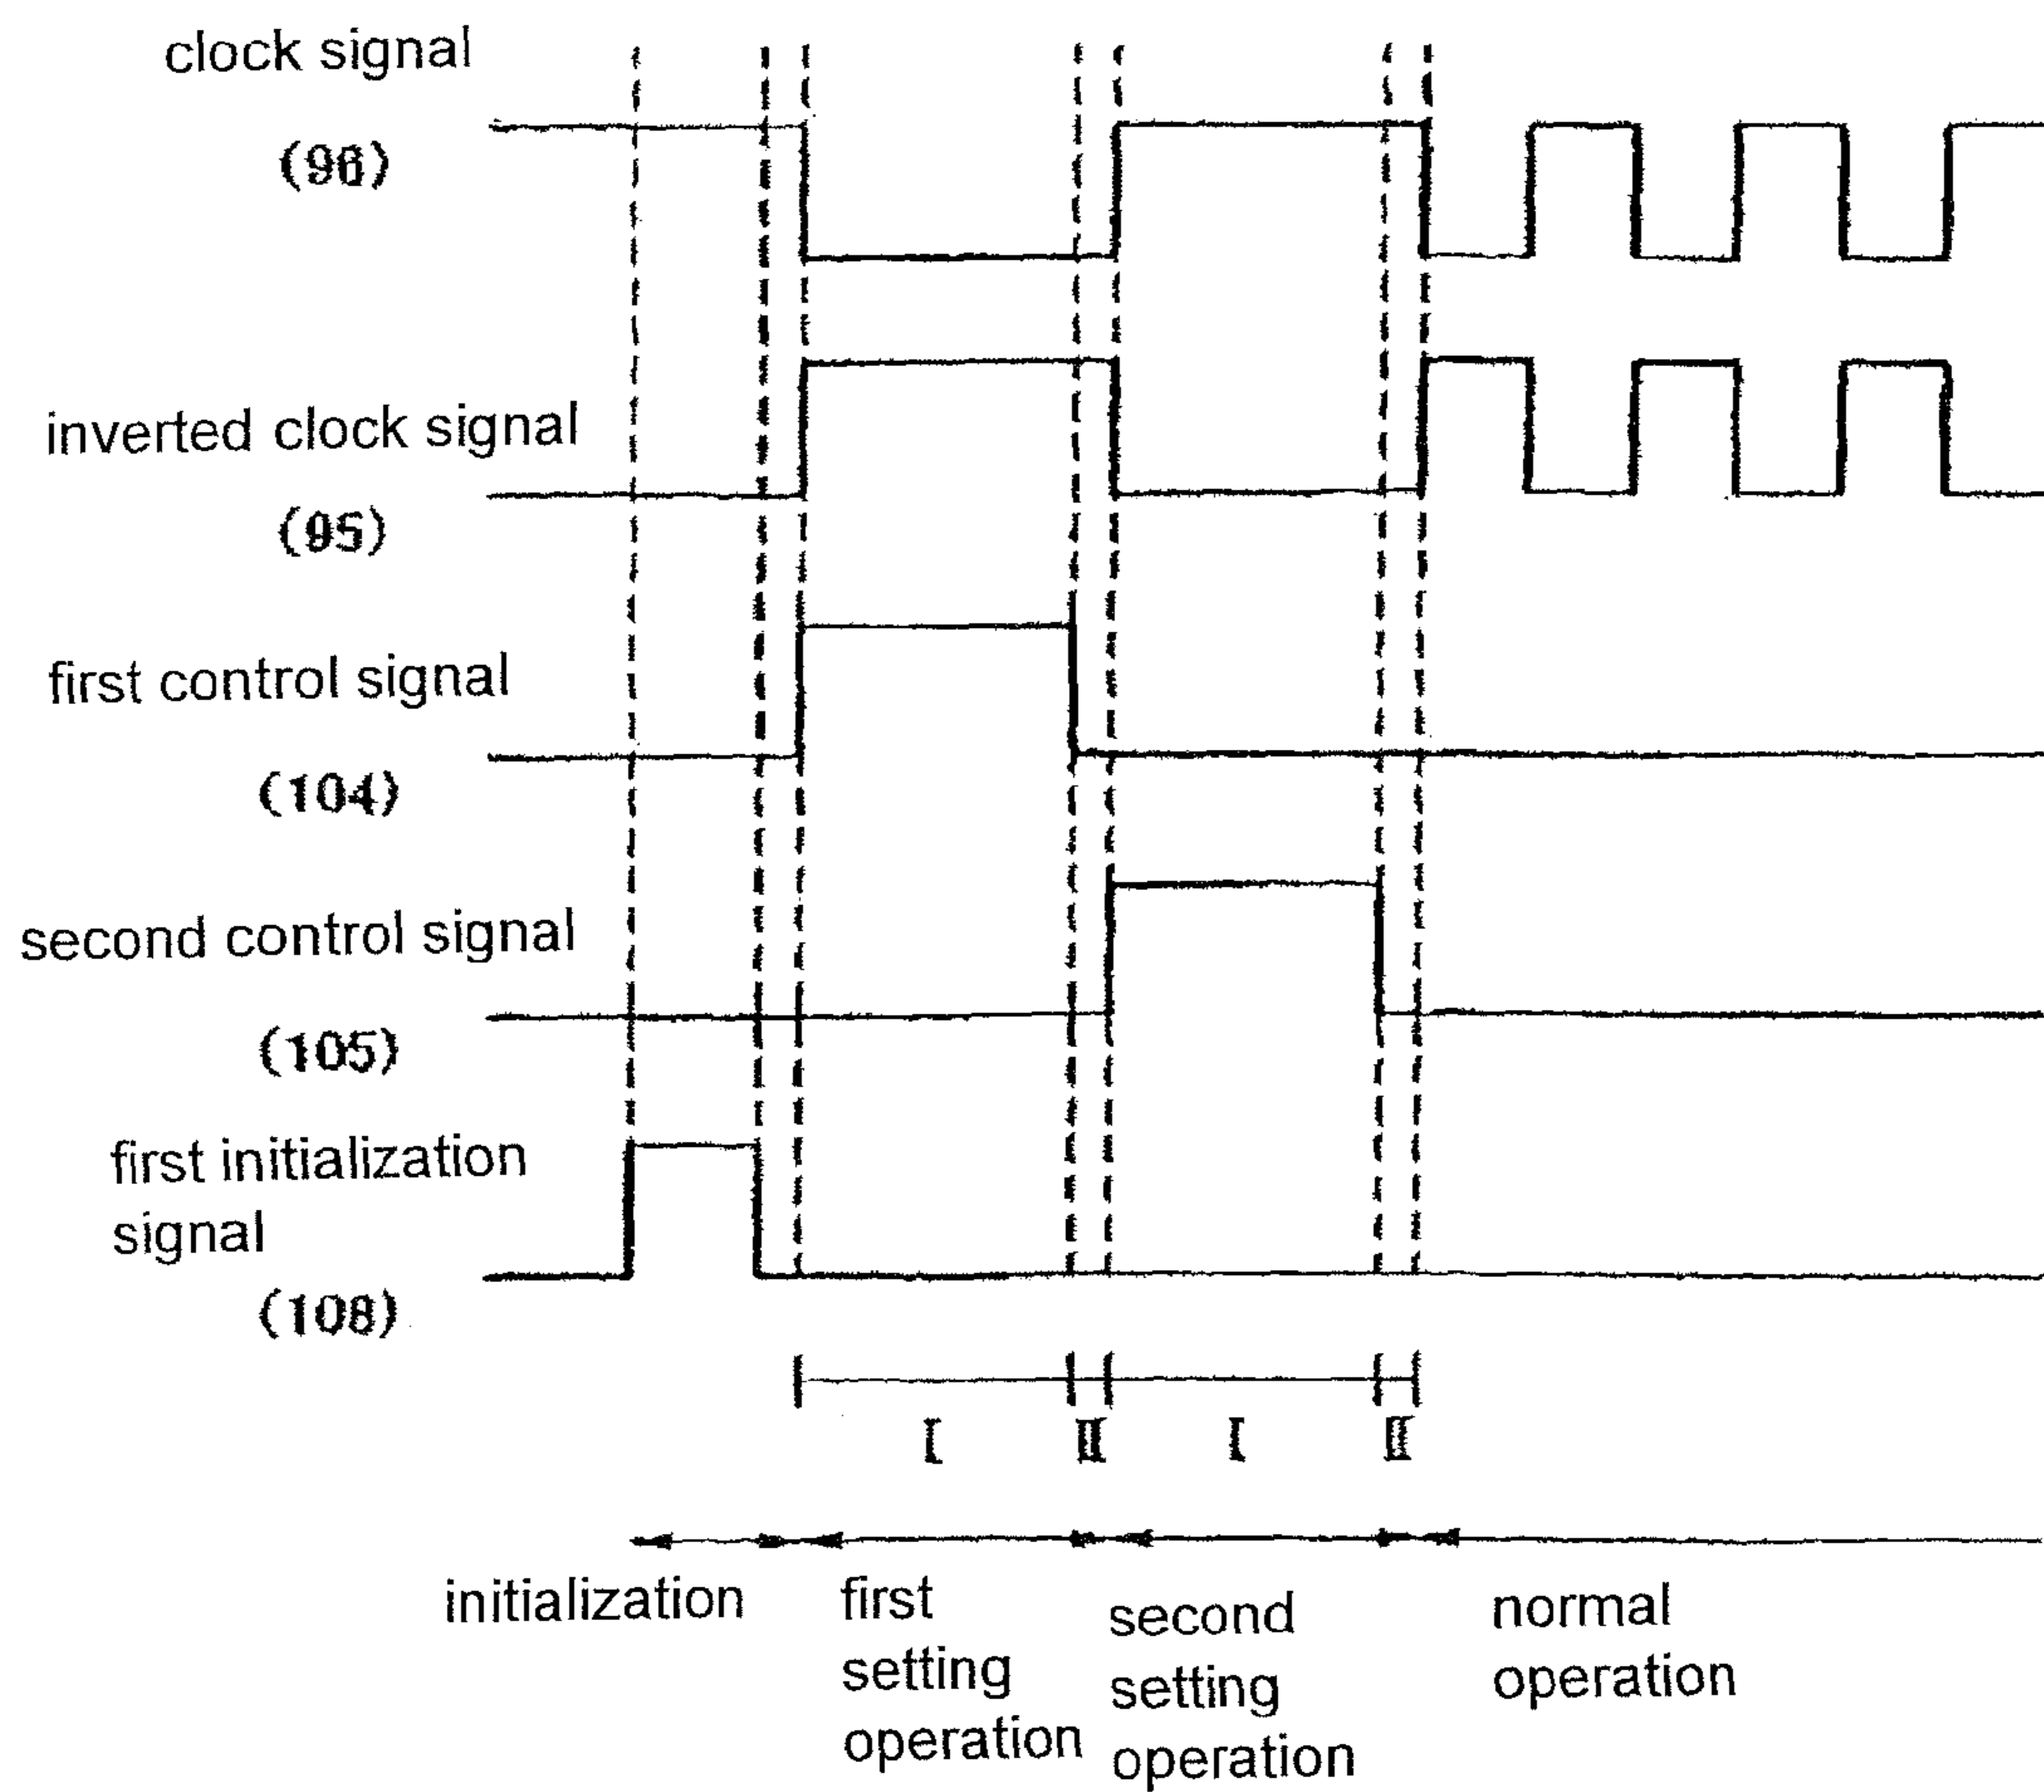 clock signal
(96)
inverted clock signal
(95)
first control signal
(104)
second control signal
(105)
first initialization
signal
(108)
I II I II
initialization
first
setting
operation
second
setting
operation
normal
operation